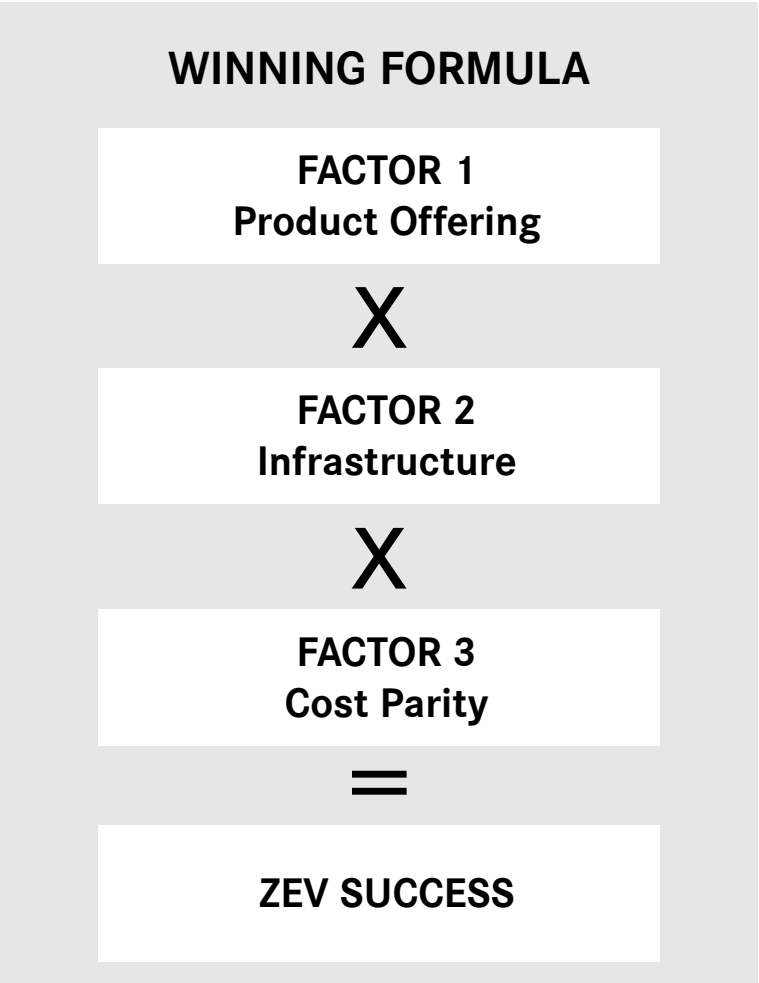 WINNING FORMULA
FACTOR 1
Product Offering
X
FACTOR 2
Infrastructure
X
FACTOR 3
Cost Parity
=
ZEV SUCCESS